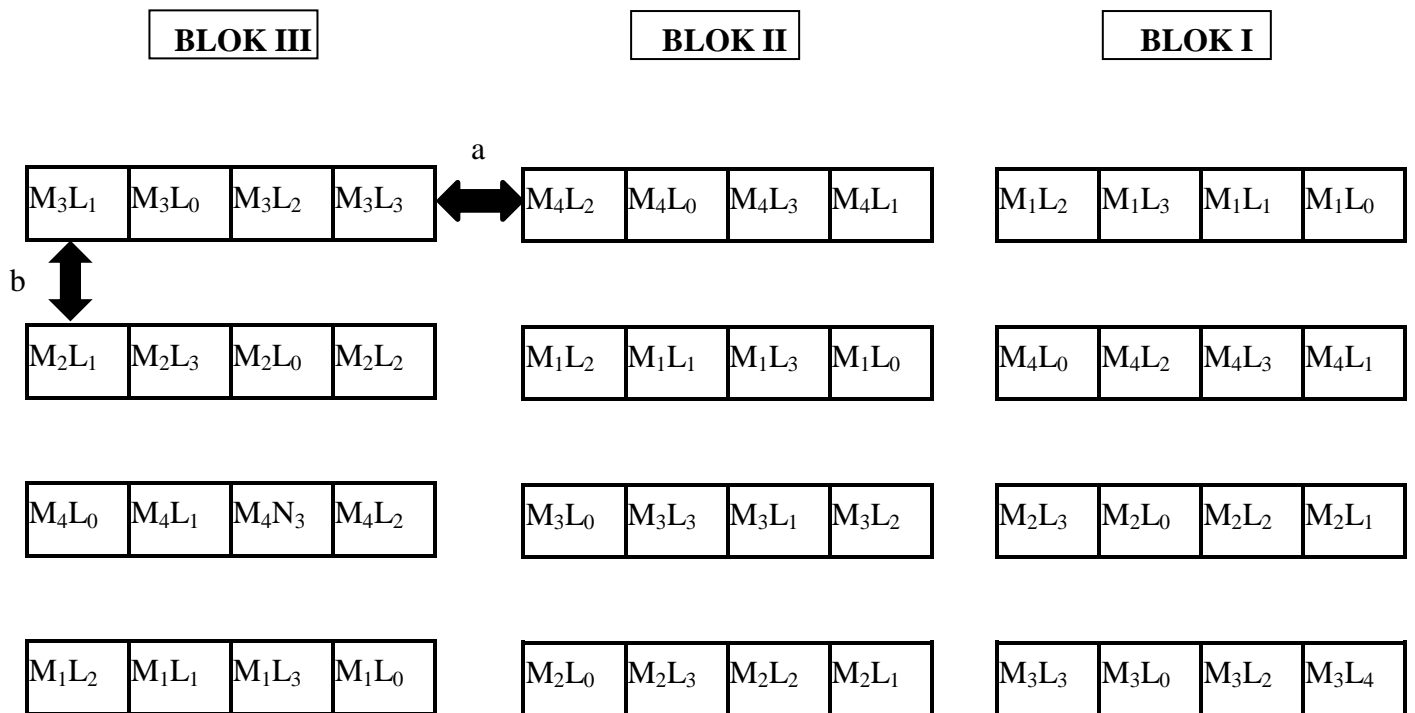 BLOK III BLOK II BLOK I
a
M₃L₁ M₃L₀ M₃L₂ M₃L₃ M₄L₂ M₄L₀ M₄L₃ M₄L₁ M₁L₂ M₁L₃ M₁L₁ M₁L₀
b
M₂L₁ M₂L₃ M₂L₀ M₂L₂ M₁L₂ M₁L₁ M₁L₃ M₁L₀ M₄L₀ M₄L₂ M₄L₃ M₄L₁
M₄L₀ M₄L₁ M₄N₃ M₄L₂ M₃L₀ M₃L₃ M₃L₁ M₃L₂ M₂L₃ M₂L₀ M₂L₂ M₂L₁
M₁L₂ M₁L₁ M₁L₃ M₁L₀ M₂L₀ M₂L₃ M₂L₂ M₂L₁ M₃L₃ M₃L₀ M₃L₂ M₃L₄